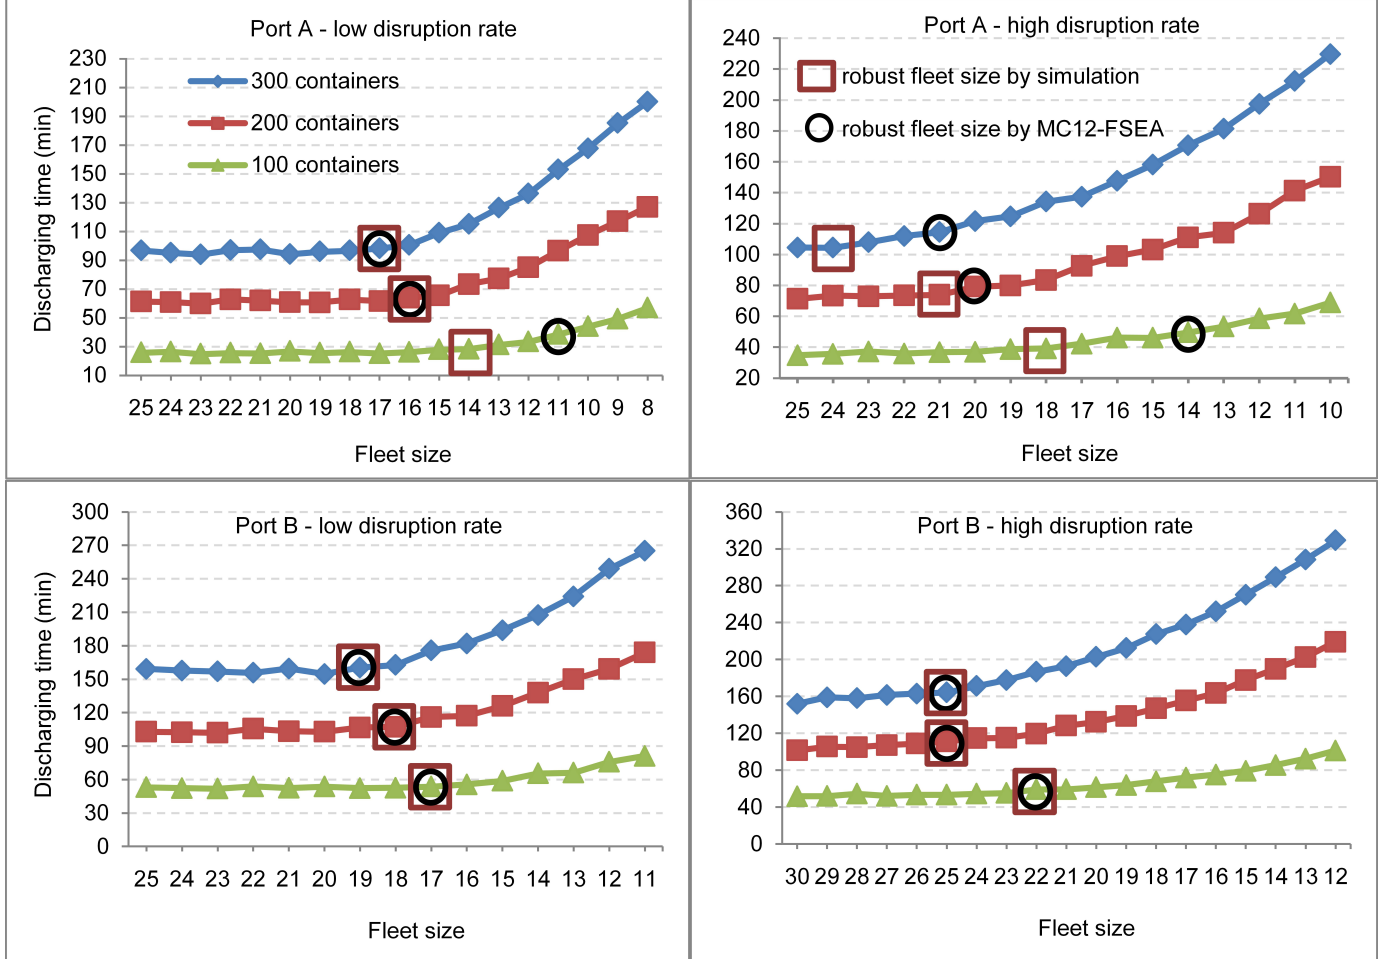 Port A - low disruption rate
230
210
190
170
150
130
110
90
70
50
30
10
Discharging time (min)
300 containers
200 containers
100 containers
25 24 23 22 21 20 19 18 17 16 15 14 13 12 11 10 9 8
Fleet size
Port A - high disruption rate
240
220
200
180
160
140
120
100
80
60
40
20
robust fleet size by simulation
robust fleet size by MC12-FSEA
25 24 23 22 21 20 19 18 17 16 15 14 13 12 11 10
Fleet size
Port B - low disruption rate
300
270
240
210
180
150
120
90
60
30
0
Discharging time (min)
25 24 23 22 21 20 19 18 17 16 15 14 13 12 11
Fleet size
Port B - high disruption rate
360
320
280
240
200
160
120
80
40
0
30 29 28 27 26 25 24 23 22 21 20 19 18 17 16 15 14 13 12
Fleet size